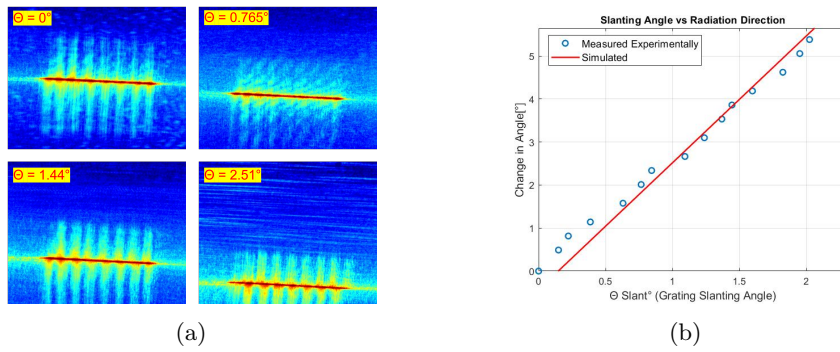 Θ = 0°
Θ = 0.765°
Θ = 1.44°
Θ = 2.51°
(a)
Slanting Angle vs Radiation Direction
Measured Experimentally
Simulated
Change in Angle[°]
5
4
3
2
1
0
0
0.5
1
1.5
2
Θ Slant° (Grating Slanting Angle)
(b)